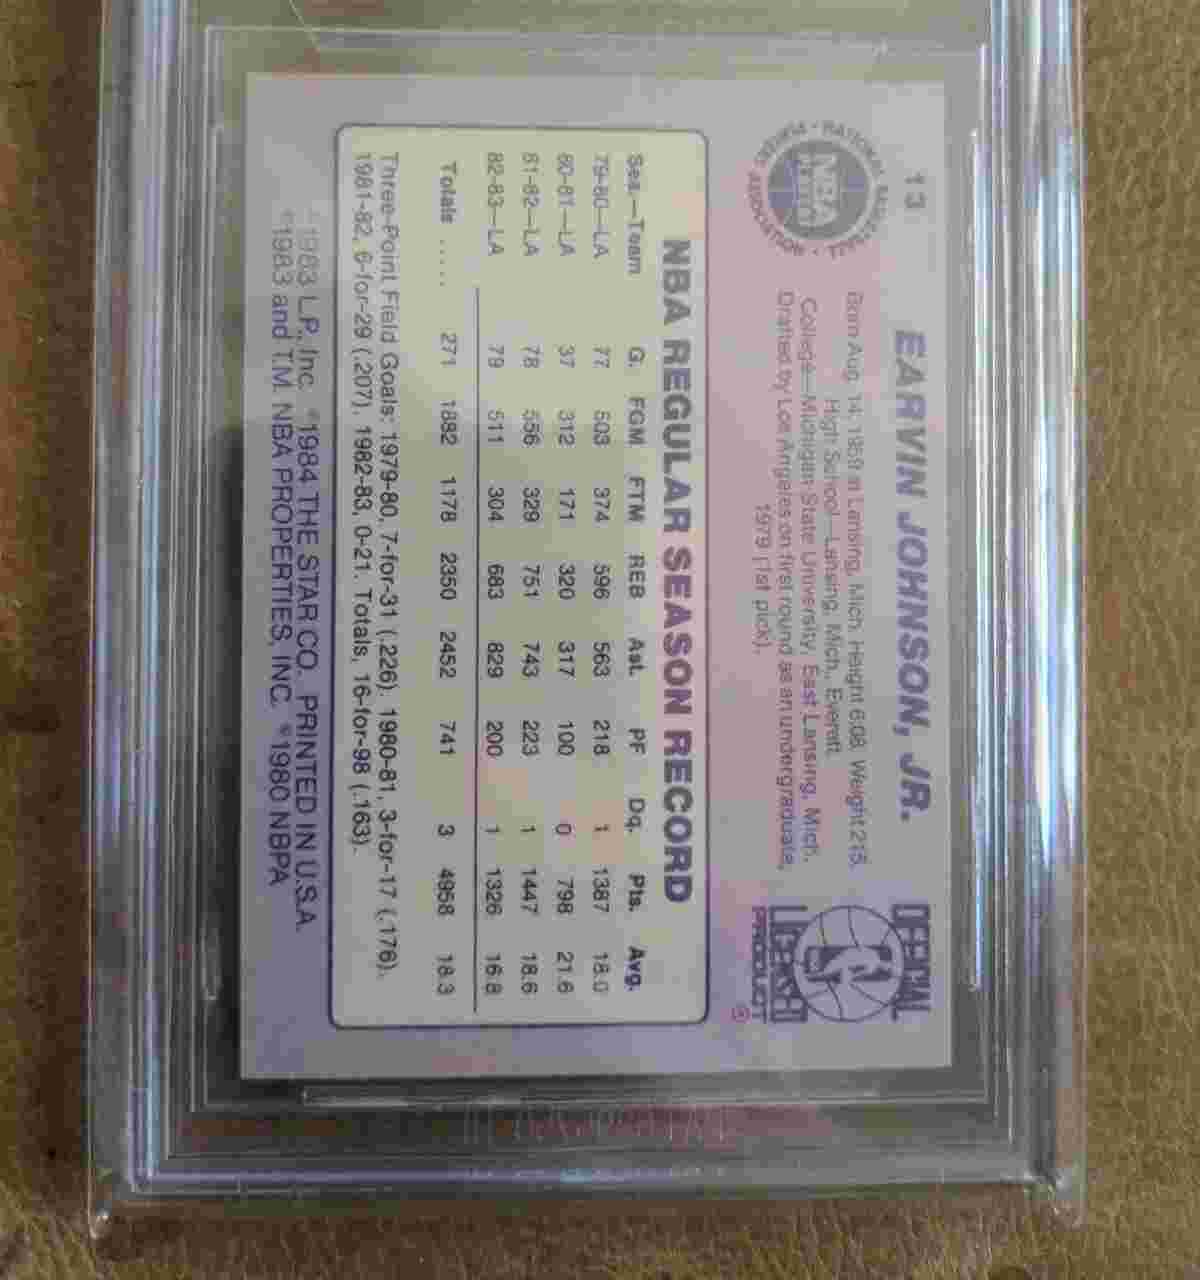 13
EARVIN JOHNSON, JR.
NATIONAL BASKETBALL
ASSOCIATION
NBA
PLAYERS
Born Aug. 14, 1959 at Lansing, Mich. Height 6:08. Weight 215.
High School—Lansing, Mich., Everett.
College—Michigan State University, East Lansing, Mich.
Drafted by Los Angeles on first round as an undergraduate,
1979 (1st pick).
OFFICIAL
LICENSED
PRODUCT
®
NBA REGULAR SEASON RECORD
Sea.—Team G. FGM FTM REB Ast. PF Dq. Pts. Avg.
79-80—LA 77 503 374 596 563 218 1 1387 18.0
80-81—LA 37 312 171 320 317 100 0 798 21.6
81-82—LA 78 556 329 751 743 223 1 1447 18.6
82-83—LA 79 511 304 683 829 200 1 1326 16.8
Totals ..... 271 1882 1178 2350 2452 741 3 4958 18.3
Three-Point Field Goals: 1979-80, 7-for-31 (.226). 1980-81, 3-for-17 (.176).
1981-82, 6-for-29 (.207). 1982-83, 0-21. Totals, 16-for-98 (.163).
©1983 L.P., Inc. ©1984 THE STAR CO. PRINTED IN U.S.A.
©1983 and T.M. NBA PROPERTIES, INC. ©1980 NBPA